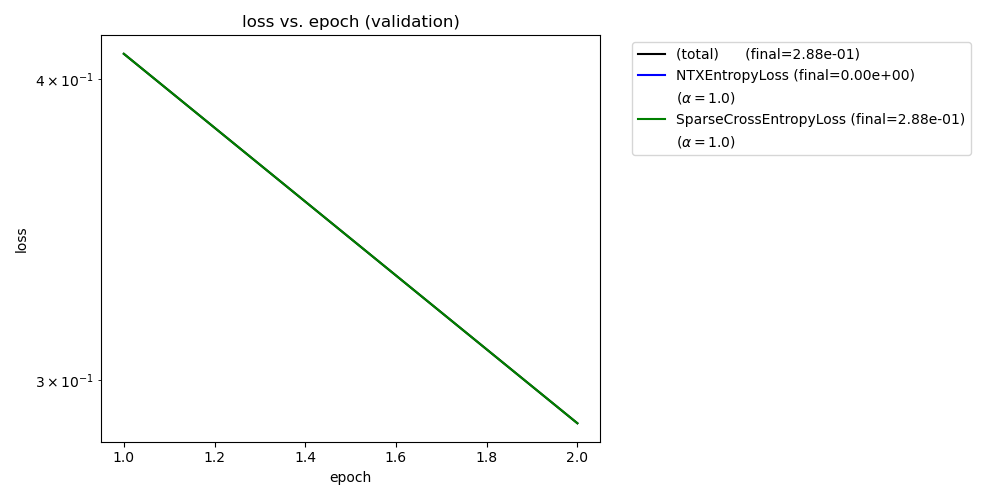 loss vs. epoch (validation)
(total) (final=2.88e-01)
NTXEntropyLoss (final=0.00e+00)
(α = 1.0)
SparseCrossEntropyLoss (final=2.88e-01)
(α = 1.0)
4 × 10⁻¹
3 × 10⁻¹
loss
1.0 1.2 1.4 1.6 1.8 2.0
epoch